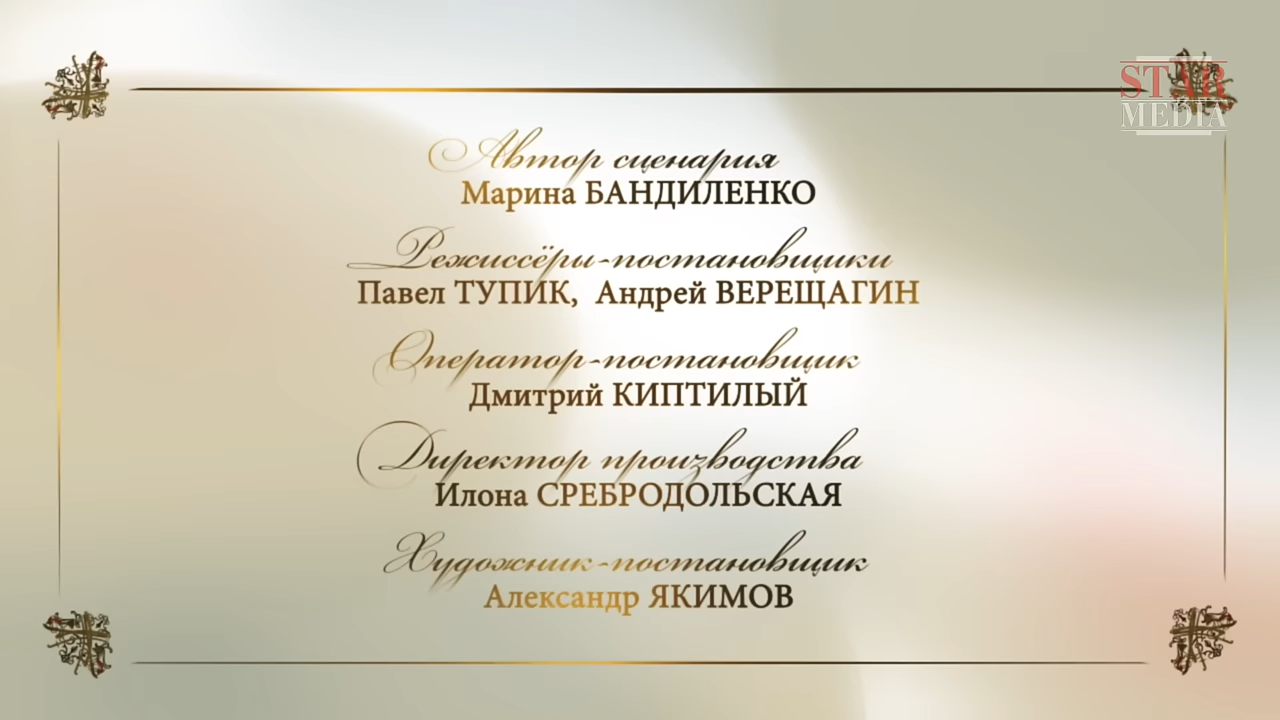 STAR
MEDIA
Автор сценария
Марина БАНДИЛЕНКО
Режиссёры-постановщики
Павел ТУПИК, Андрей ВЕРЕЩАГИН
Оператор-постановщик
Дмитрий КИПТИЛЫЙ
Директор производства
Илона СРЕБРОДОЛЬСКАЯ
Художник-постановщик
Александр ЯКИМОВ